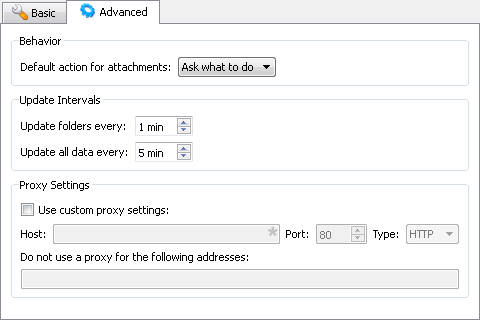 Basic Advanced
Behavior
Default action for attachments: Ask what to do
Update Intervals
Update folders every: 1 min
Update all data every: 5 min
Proxy Settings
Use custom proxy settings:
Host: * Port: 80 Type: HTTP
Do not use a proxy for the following addresses: